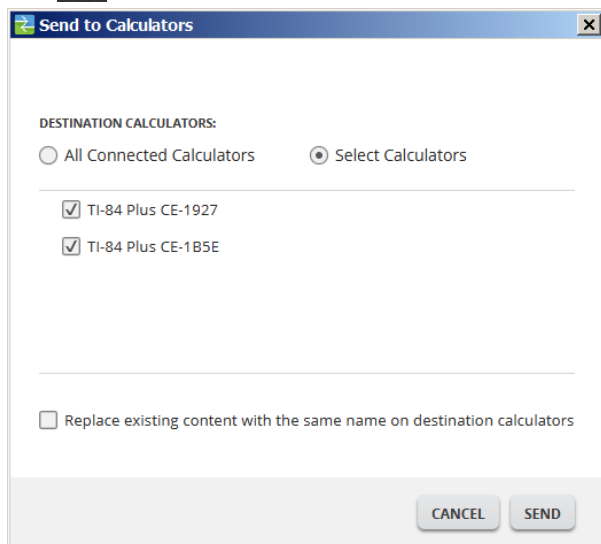 Send to Calculators
DESTINATION CALCULATORS:
All Connected Calculators Select Calculators
TI-84 Plus CE-1927
TI-84 Plus CE-1B5E
Replace existing content with the same name on destination calculators
CANCEL SEND